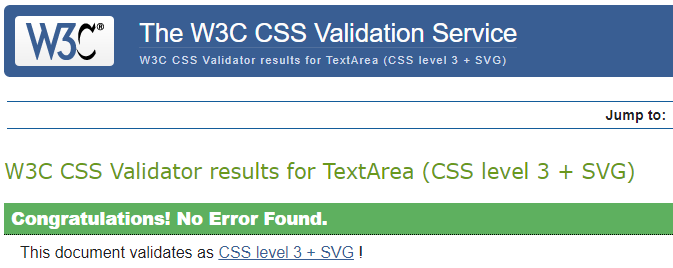 W3C®
The W3C CSS Validation Service
W3C CSS Validator results for TextArea (CSS level 3 + SVG)
Jump to:
W3C CSS Validator results for TextArea (CSS level 3 + SVG)
Congratulations! No Error Found.
This document validates as CSS level 3 + SVG !